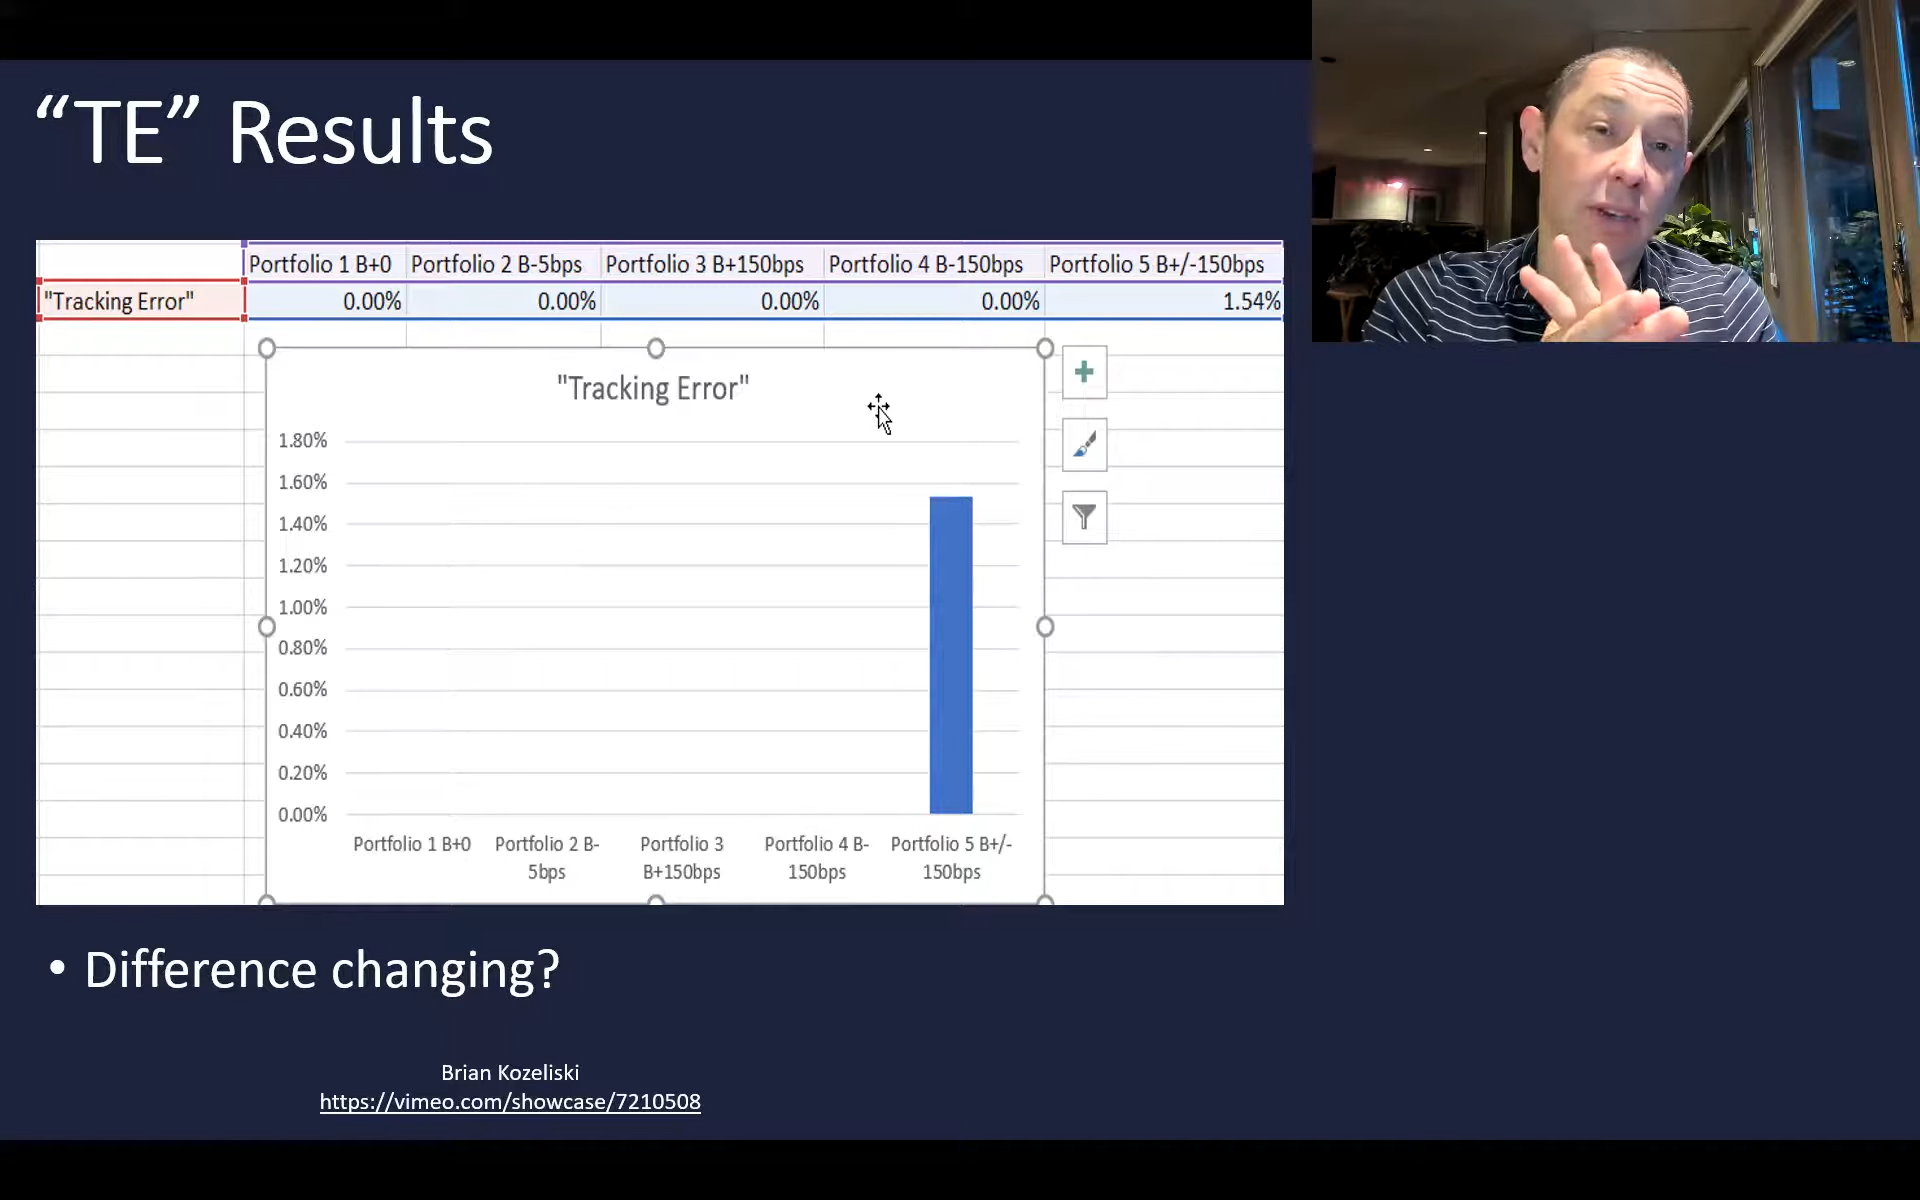 “TE” Results
Portfolio 1 B+0 Portfolio 2 B-5bps Portfolio 3 B+150bps Portfolio 4 B-150bps Portfolio 5 B+/-150bps
"Tracking Error" 0.00% 0.00% 0.00% 0.00% 1.54%
"Tracking Error"
1.80%
1.60%
1.40%
1.20%
1.00%
0.80%
0.60%
0.40%
0.20%
0.00%
Portfolio 1 B+0 Portfolio 2 B- Portfolio 3 Portfolio 4 B- Portfolio 5 B+/-
5bps B+150bps 150bps 150bps
• Difference changing?
Brian Kozeliski
https://vimeo.com/showcase/7210508